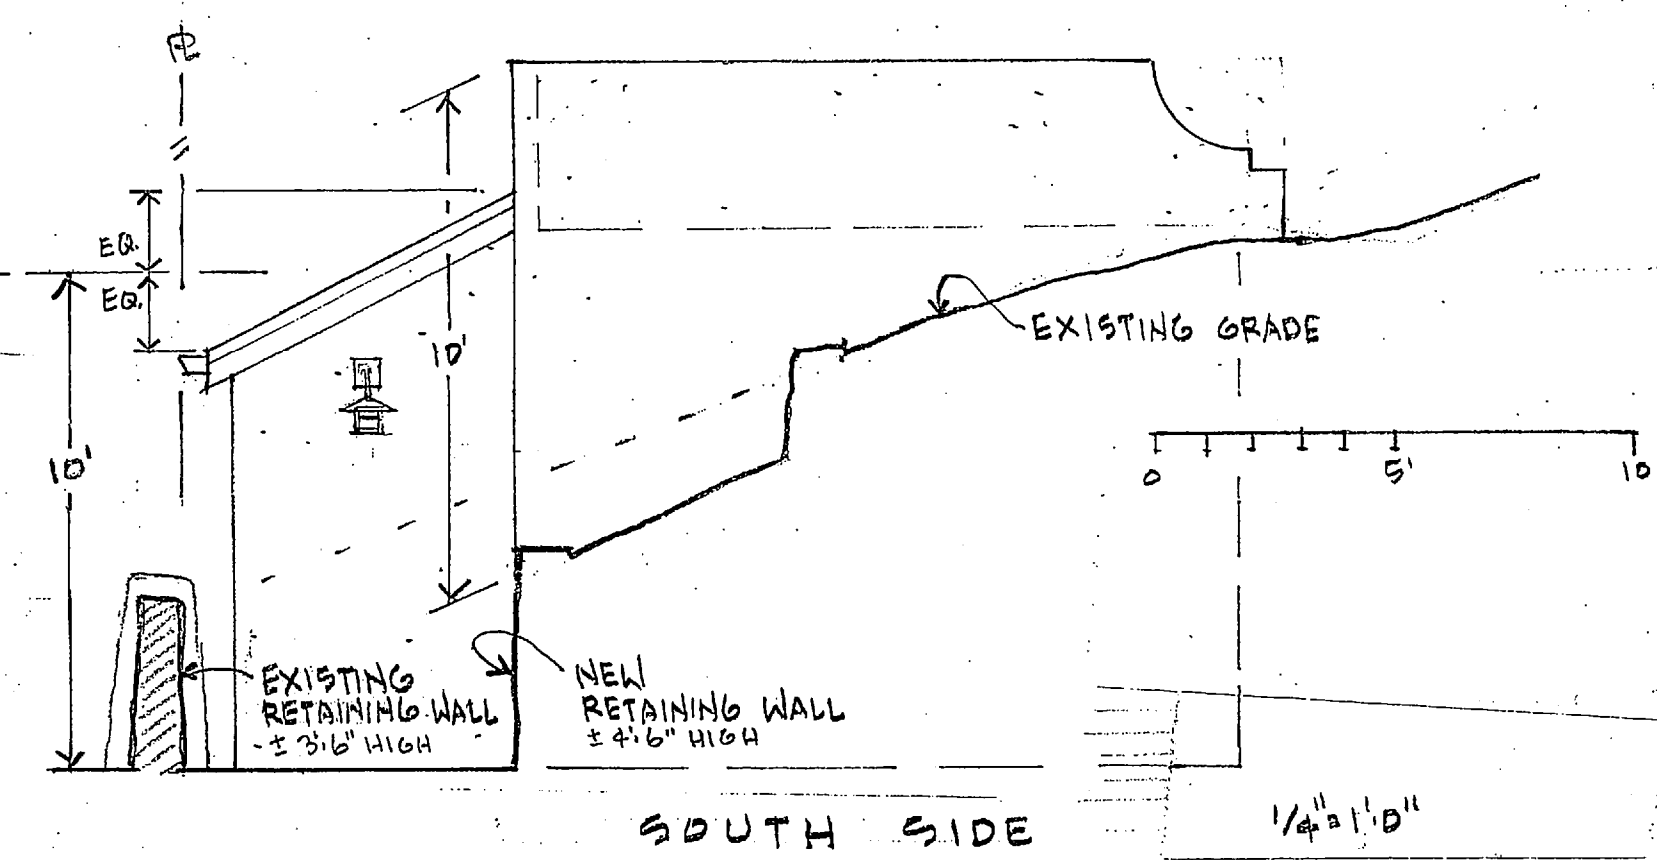 PL
EQ.
EQ.
10'
10'
EXISTING GRADE
0
5'
10
EXISTING
RETAINING WALL
± 3'.6" HIGH
NEW
RETAINING WALL
± 4'.6" HIGH
SOUTH SIDE
1/4"=1'.0"